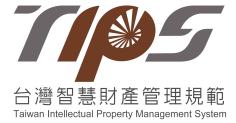 TIPS
台灣智慧財產管理規範
Taiwan Intellectual Property Management System